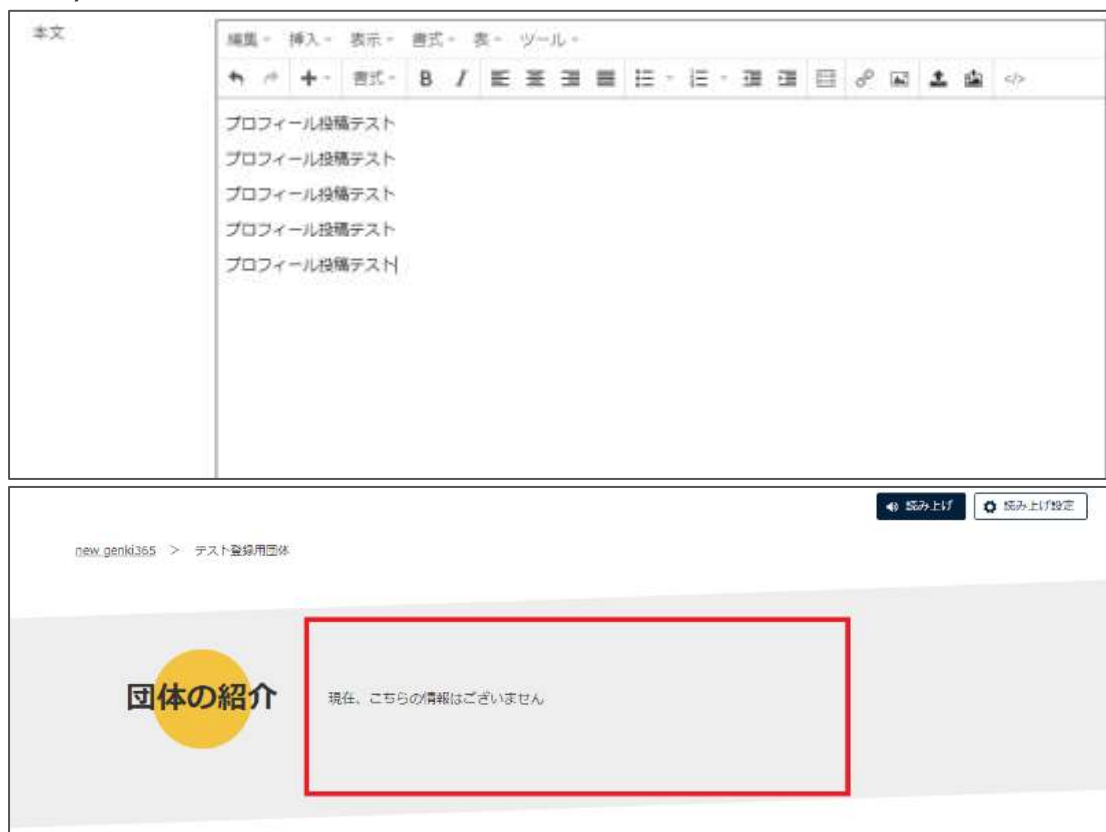 本文
編集 挿入 表示 書式 表 ツール
書式 B I </>
プロフィール投稿テスト
プロフィール投稿テスト
プロフィール投稿テスト
プロフィール投稿テスト
プロフィール投稿テスト
読み上げ 読み上げ設定
new genki365 > テスト登録用団体
団体の紹介
現在、こちらの情報はございません